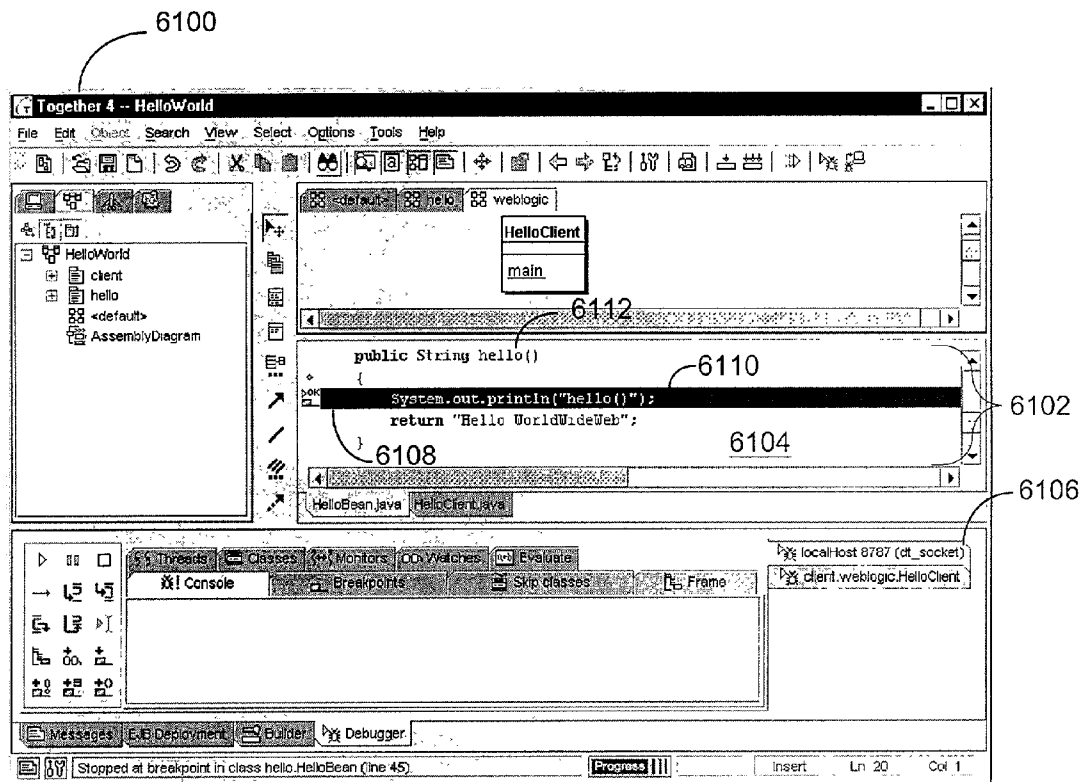 6100
Together 4 -- HelloWorld
File Edit Object Search View Select Options Tools Help
<default> hello weblogic
HelloWorld
client
hello
<default>
AssemblyDiagram
HelloClient
main
6112
public String hello()
{
6110
System.out.println("hello()");
6102
return "Hello WorldWideWeb";
}
6108
6104
HelloBean.java HelloClient.java
6106
Threads Classes Monitors Watches Evaluate
Console Breakpoints Skip classes Frame
localHost 8787 (dt_socket)
client.weblogic.HelloClient
Messages EJB Deployment Builder Debugger
Stopped at breakpoint in class hello.HelloBean (line 45) Progress Insert Ln 20 Col 1